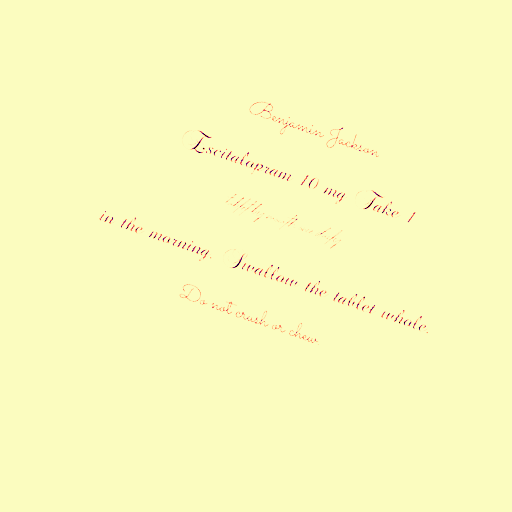 Benjamin Jackson
Escitalopram 10 mg Take 1
in the morning. Swallow the tablet whole.
Do not crush or chew